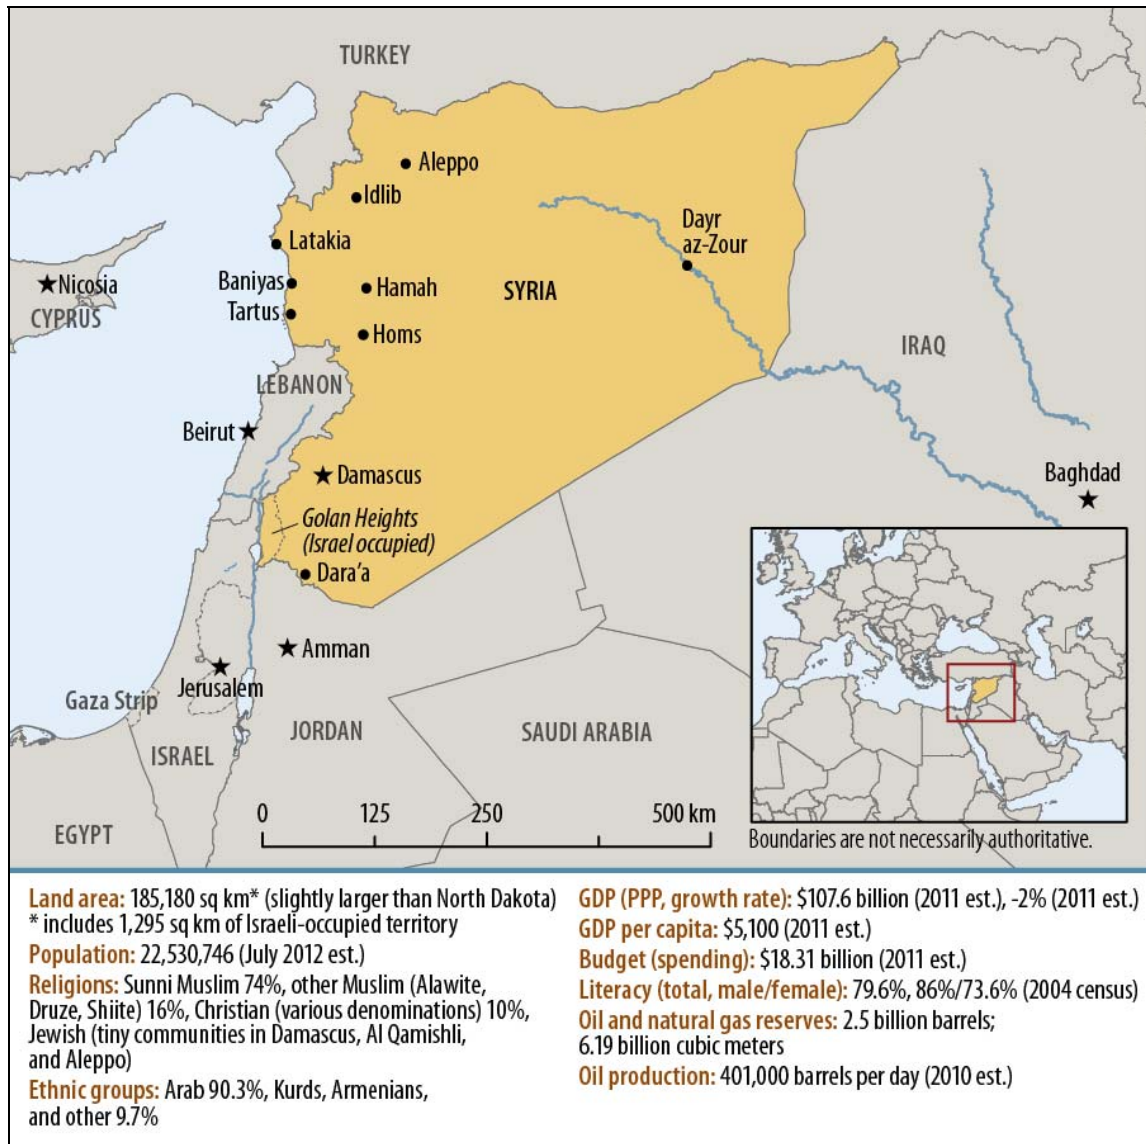 TURKEY
Aleppo
Idlib
Dayr
az-Zour
Latakia
Nicosia
CYPRUS
Baniyas
Hamah
SYRIA
Tartus
Homs
IRAQ
LEBANON
Beirut
Damascus
Baghdad
Golan Heights
(Israel occupied)
Dara’a
Amman
Jerusalem
Gaza Strip
JORDAN
SAUDI ARABIA
ISRAEL
EGYPT
0 125 250 500 km
Boundaries are not necessarily authoritative.
Land area: 185,180 sq km* (slightly larger than North Dakota)
* includes 1,295 sq km of Israeli-occupied territory
Population: 22,530,746 (July 2012 est.)
Religions: Sunni Muslim 74%, other Muslim (Alawite,
Druze, Shiite) 16%, Christian (various denominations) 10%,
Jewish (tiny communities in Damascus, Al Qamishli,
and Aleppo)
Ethnic groups: Arab 90.3%, Kurds, Armenians,
and other 9.7%
GDP (PPP, growth rate): $107.6 billion (2011 est.), -2% (2011 est.)
GDP per capita: $5,100 (2011 est.)
Budget (spending): $18.31 billion (2011 est.)
Literacy (total, male/female): 79.6%, 86%/73.6% (2004 census)
Oil and natural gas reserves: 2.5 billion barrels;
6.19 billion cubic meters
Oil production: 401,000 barrels per day (2010 est.)